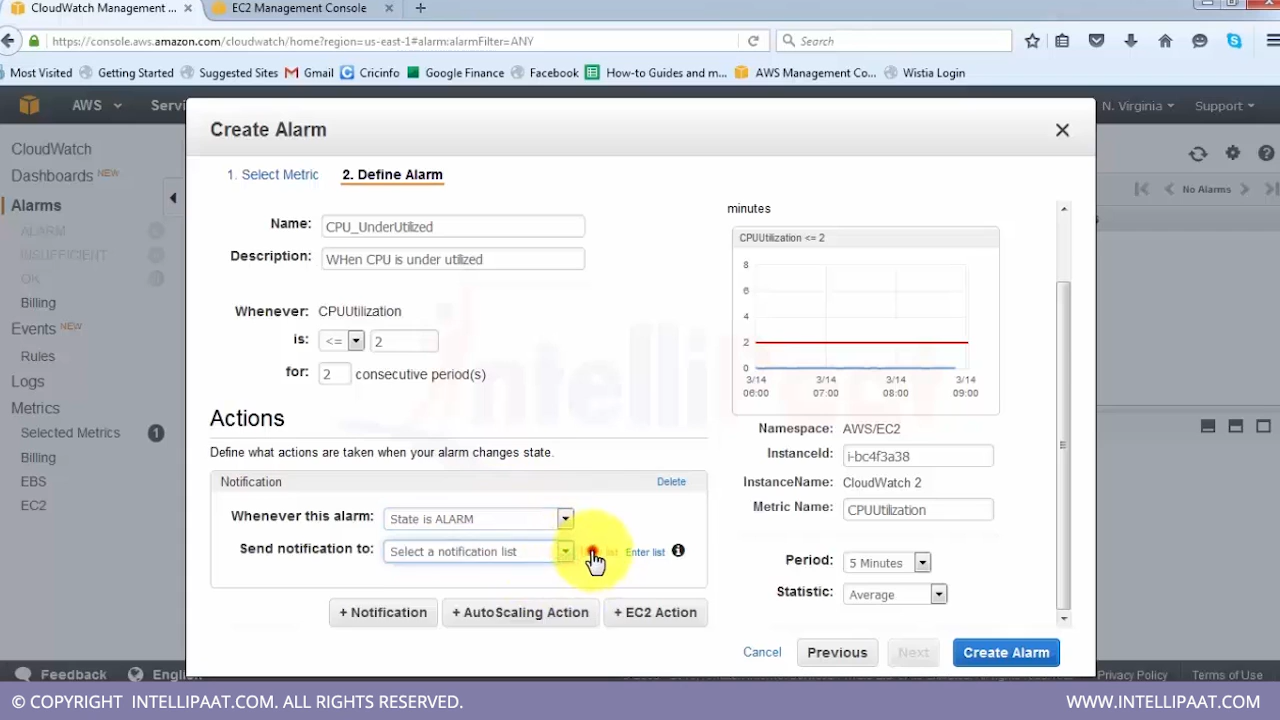 CloudWatch Management ...
EC2 Management Console
https://console.aws.amazon.com/cloudwatch/home?region=us-east-1#alarm:alarmFilter=ANY
Search
Most Visited
Getting Started
Suggested Sites
Gmail
Cricinfo
Google Finance
Facebook
How-to Guides and m...
AWS Management Co...
Wistia Login
AWS
Servi
N. Virginia
Support
CloudWatch
Dashboards NEW
Alarms
ALARM
INSUFFICIENT
OK
Billing
Events NEW
Rules
Logs
Metrics
Selected Metrics 1
Billing
EBS
EC2
No Alarms
Create Alarm
1. Select Metric
2. Define Alarm
Name: CPU_UnderUtilized
Description: WHen CPU is under utilized
Whenever: CPUUtilization
is: <= 2
for: 2 consecutive period(s)
Actions
Define what actions are taken when your alarm changes state.
Notification
Delete
Whenever this alarm: State is ALARM
Send notification to: Select a notification list
list
Enter list
+ Notification
+ AutoScaling Action
+ EC2 Action
minutes
CPUUtilization <= 2
8
6
4
2
0
3/14 3/14 3/14 3/14
06:00 07:00 08:00 09:00
Namespace: AWS/EC2
InstanceId: i-bc4f3a38
InstanceName: CloudWatch 2
Metric Name: CPUUtilization
Period: 5 Minutes
Statistic: Average
Cancel
Previous
Next
Create Alarm
intellipaat
Feedback
English
Privacy Policy
Terms of Use
© COPYRIGHT INTELLIPAAT.COM. ALL RIGHTS RESERVED.
WWW.INTELLIPAAT.COM